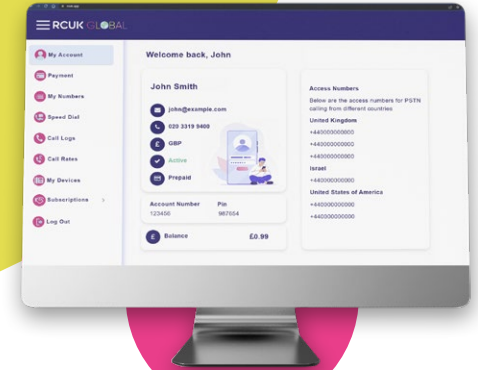 RCUK GLOBAL
My Account
Payment
My Numbers
Speed Dial
Call Logs
Call Rates
My Devices
Subscriptions >
Log Out
Welcome back, John
John Smith
john@example.com
020 3319 9400
£ GBP
Active
Prepaid
Account Number Pin
123456 987654
£ Balance £0.99
Access Numbers
Below are the access numbers for PSTN
calling from different countries
United Kingdom
+440000000000
+440000000000
+440000000000
Israel
+440000000000
United States of America
+440000000000
+440000000000